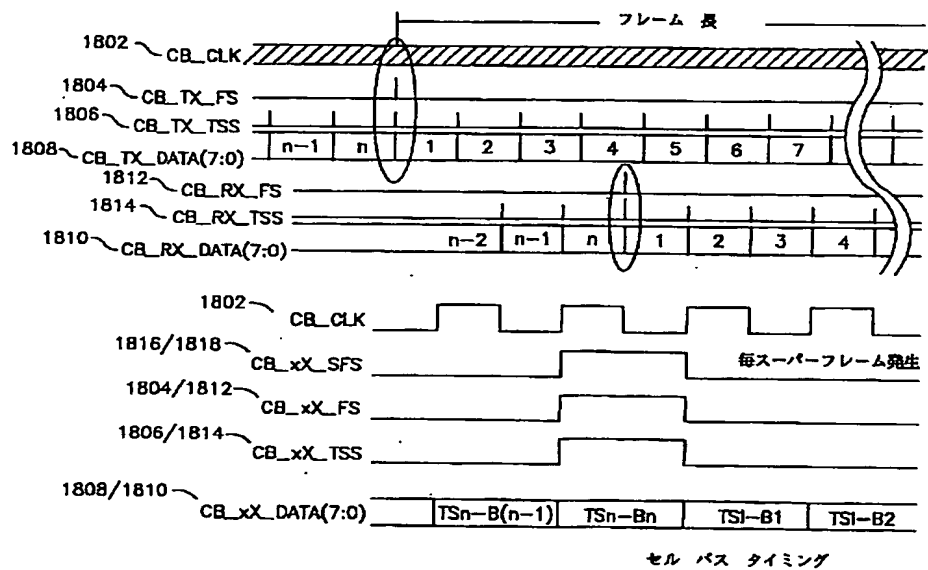 フレーム 長
1802 CB_CLK
1804 CB_TX_FS
1806 CB_TX_TSS
1808 CB_TX_DATA(7:0) n-1 n 1 2 3 4 5 6 7
1812 CB_RX_FS
1814 CB_RX_TSS
1810 CB_RX_DATA(7:0) n-2 n-1 n 1 2 3 4
1802 CB_CLK
1816/1818 CB_xX_SFS 毎スーパーフレーム発生
1804/1812 CB_xX_FS
1806/1814 CB_xX_TSS
1808/1810 CB_xX_DATA(7:0) TSn-B(n-1) TSn-Bn TSI-B1 TSI-B2
セル バス タイミング